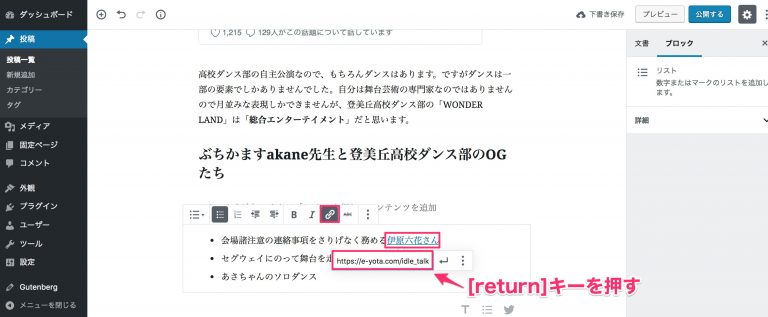 ダッシュボード
下書き保存
プレビュー
公開する
投稿
投稿一覧
新規追加
カテゴリー
タグ
メディア
固定ページ
コメント
外観
プラグイン
ユーザー
ツール
設定
Gutenberg
メニューを閉じる
1,215 129人がこの話題について話しています
高校ダンス部の自主公演なので、もちろんダンスはあります。ですがダンスは一
部の要素でしかありませんでした。自分は舞台芸術の専門家なのではありません
ので月並みな表現しかできませんが、登美丘高校ダンス部の「WONDER
LAND」は「総合エンターテイメント」だと思います。
ぶちかますakane先生と登美丘高校ダンス部のOG
たち
ンテンツを追加
B I ABC
会場諸注意の連絡事項をさりげなく務める伊原六花さん
セグウェイにのって舞台を走
https://e-yota.com/idle_talk
あさちゃんのソロダンス
[return]キーを押す
文書
ブロック
リスト
数字またはマークのリストを追加し
ます。
詳細